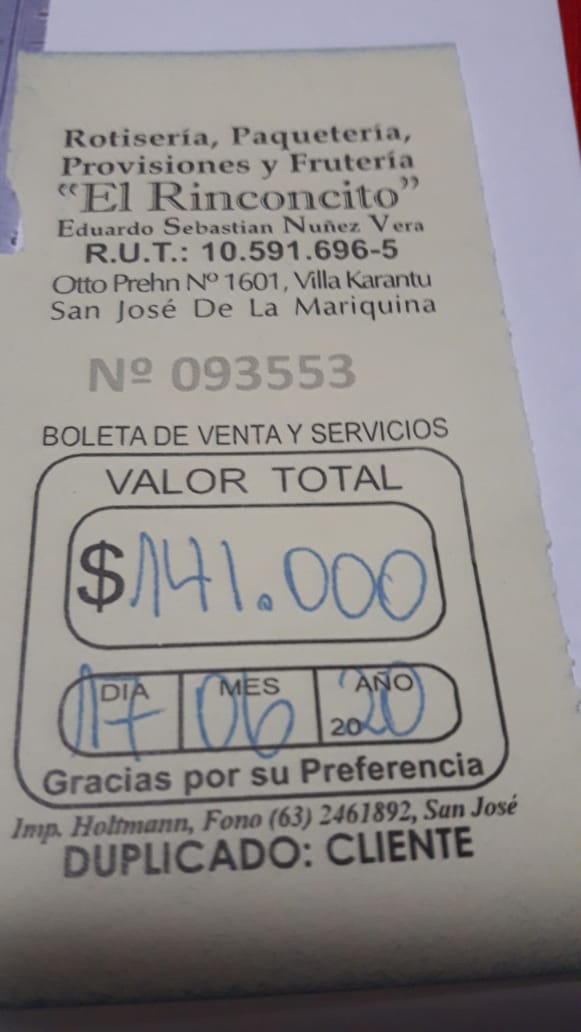 Rotisería, Paquetería,
Provisiones y Frutería
“El Rinconcito”
Eduardo Sebastian Nuñez Vera
R.U.T.: 10.591.696-5
Otto Prehn Nº 1601, Villa Karantu
San José De La Mariquina
Nº 093553
BOLETA DE VENTA Y SERVICIOS
VALOR TOTAL
$141.000
DIA MES AÑO
17 06 2020
Gracias por su Preferencia
Imp. Holtmann, Fono (63) 2461892, San José
DUPLICADO: CLIENTE